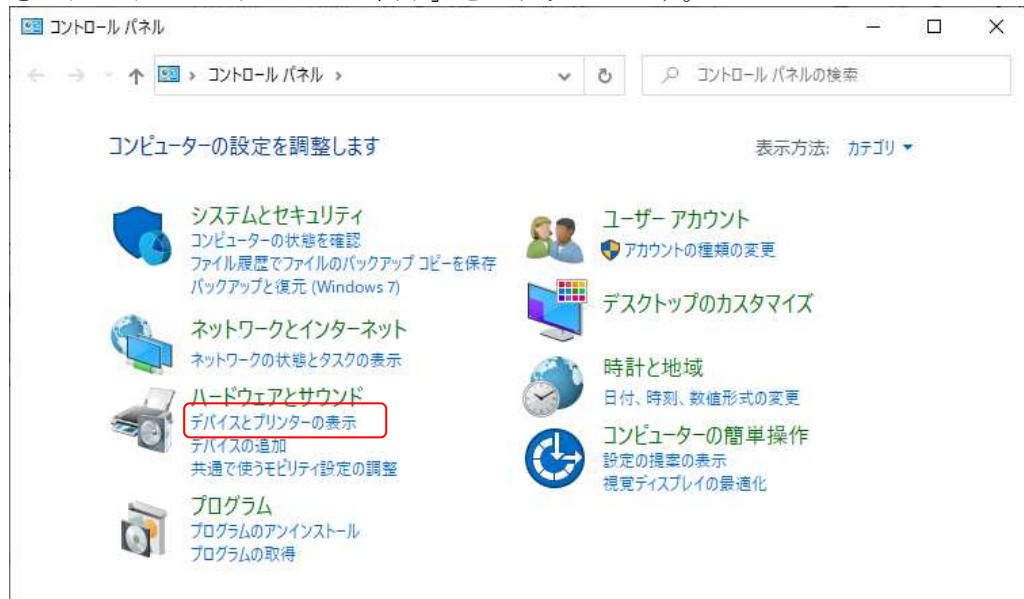 コントロール パネル
コントロール パネル
コントロール パネルの検索
コンピューターの設定を調整します
表示方法: カテゴリ
システムとセキュリティ
コンピューターの状態を確認
ファイル履歴でファイルのバックアップ コピーを保存
バックアップと復元 (Windows 7)
ネットワークとインターネット
ネットワークの状態とタスクの表示
ハードウェアとサウンド
デバイスとプリンターの表示
デバイスの追加
共通で使うモビリティ設定の調整
プログラム
プログラムのアンインストール
プログラムの取得
ユーザー アカウント
アカウントの種類の変更
デスクトップのカスタマイズ
時計と地域
日付、時刻、数値形式の変更
コンピューターの簡単操作
設定の提案の表示
視覚ディスプレイの最適化